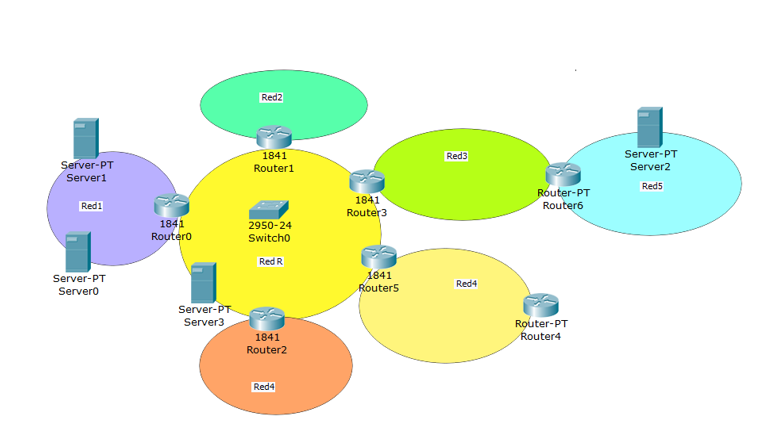 Red2
1841
Router1
Server-PT
Server1
Red1
1841
Router0
Server-PT
Server0
2950-24
Switch0
Red R
1841
Router3
Red3
Router-PT
Router6
Server-PT
Server2
Red5
1841
Router5
Red4
Router-PT
Router4
Server-PT
Server3
1841
Router2
Red4